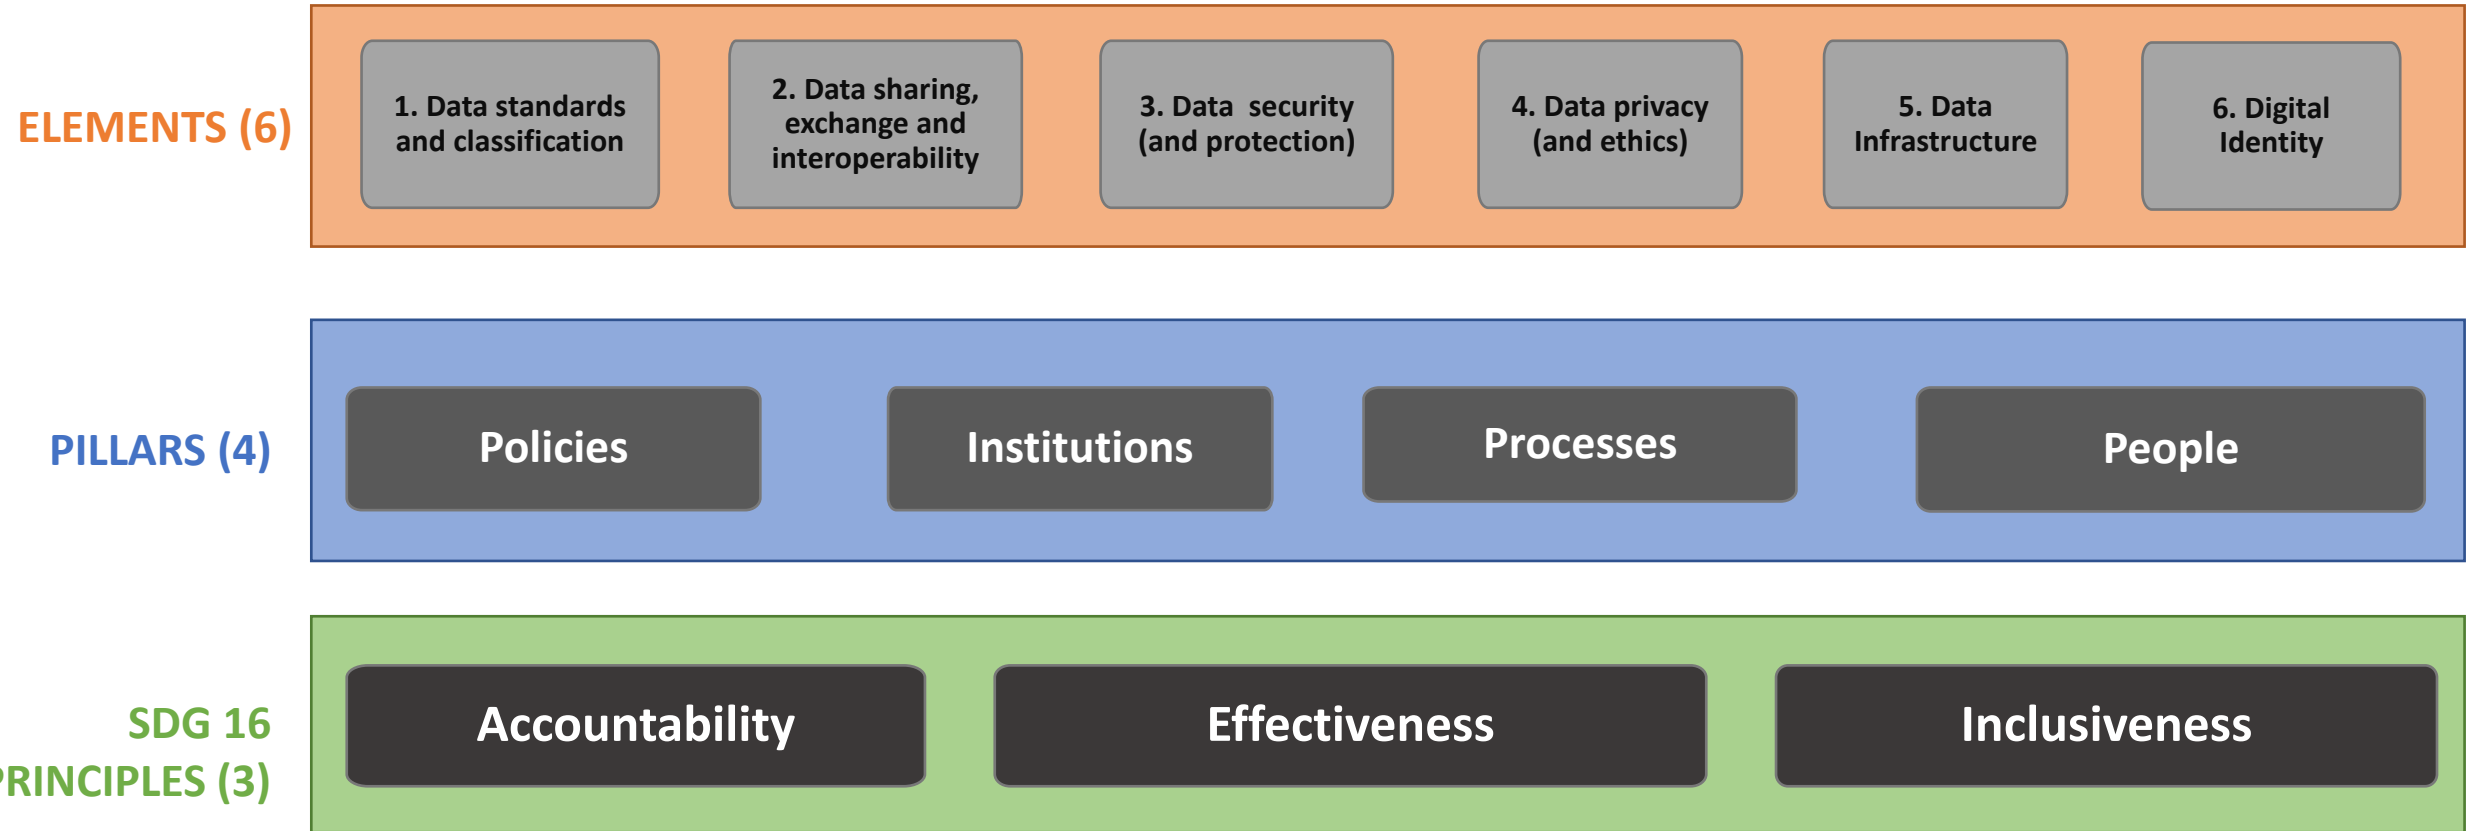 ELEMENTS (6)
1. Data standards
and classification
2. Data sharing,
exchange and
interoperability
3. Data  security
(and protection)
4. Data privacy
(and ethics)
5. Data
Infrastructure
6. Digital
Identity
PILLARS (4)
Policies
Institutions
Processes
People
SDG 16
PRINCIPLES (3)
Accountability
Effectiveness
Inclusiveness